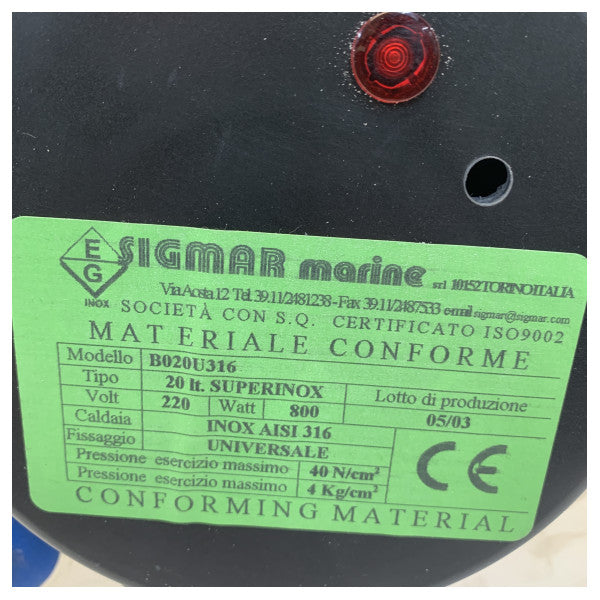 E
G
INOX
SIGMAR marine srl 10152 TORINO ITALIA
Via Aosta 12 Tel. 39.11/2481238 - Fax 39.11/2487533 e-mail sigmar@sigmar.com
SOCIETÀ CON S.Q. CERTIFICATO ISO9002
MATERIALE CONFORME
Modello B020U316
Tipo 20 lt. SUPERINOX Lotto di produzione
Volt 220 Watt 800 05/03
Caldaia INOX AISI 316
Fissaggio UNIVERSALE
Pressione esercizio massimo 40 N/cm²
Pressione esercizio massimo 4 Kg/cm²
CE
CONFORMING MATERIAL